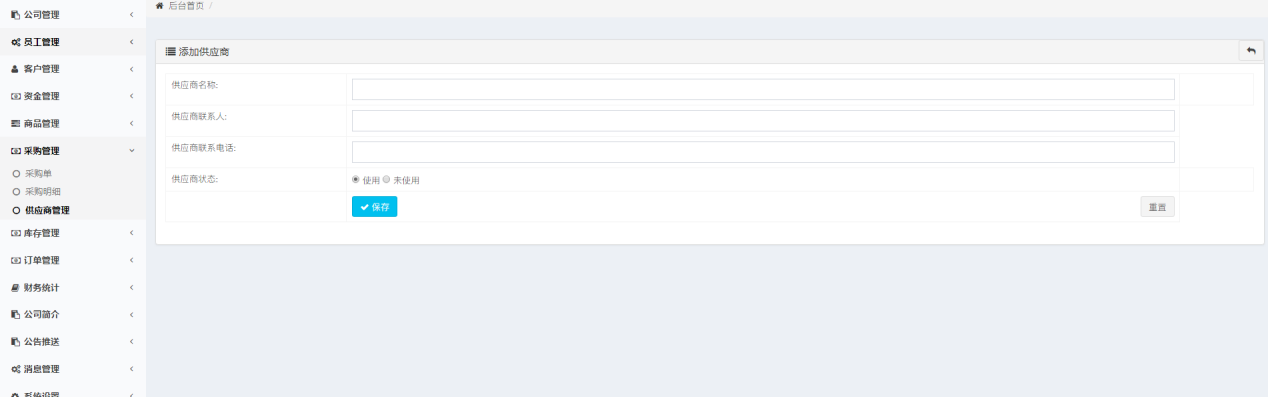 公司管理
员工管理
客户管理
资金管理
商品管理
采购管理
采购单
采购明细
供应商管理
库存管理
订单管理
财务统计
公司简介
公告推送
消息管理
系统设置
后台首页 /
添加供应商
供应商名称:
供应商联系人:
供应商联系电话:
供应商状态: 使用 未使用
保存 重置